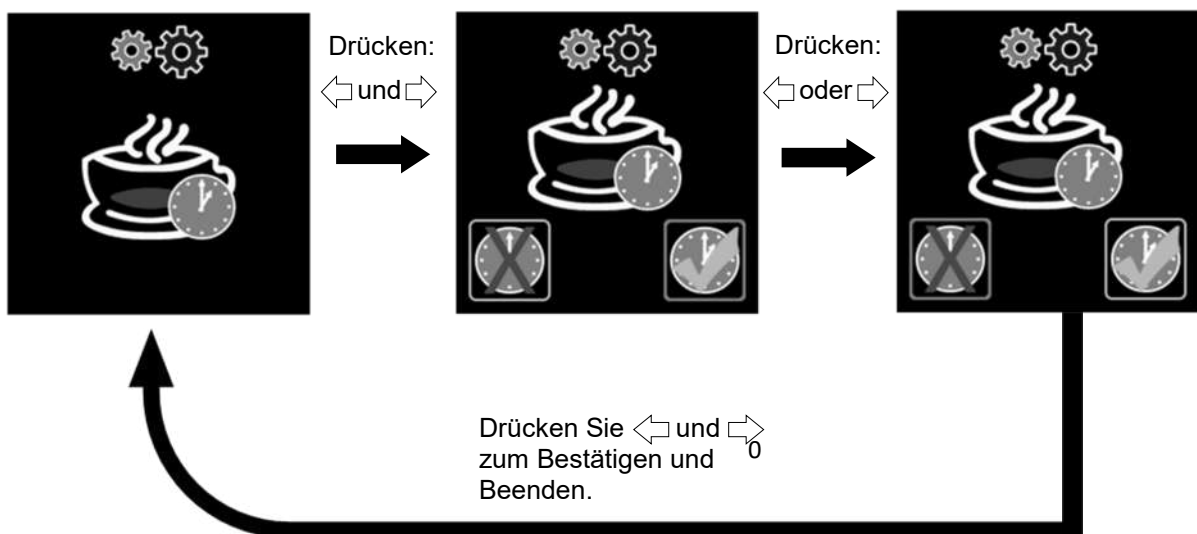 Drücken:
und
Drücken:
oder
Drücken Sie und
0
zum Bestätigen und
Beenden.